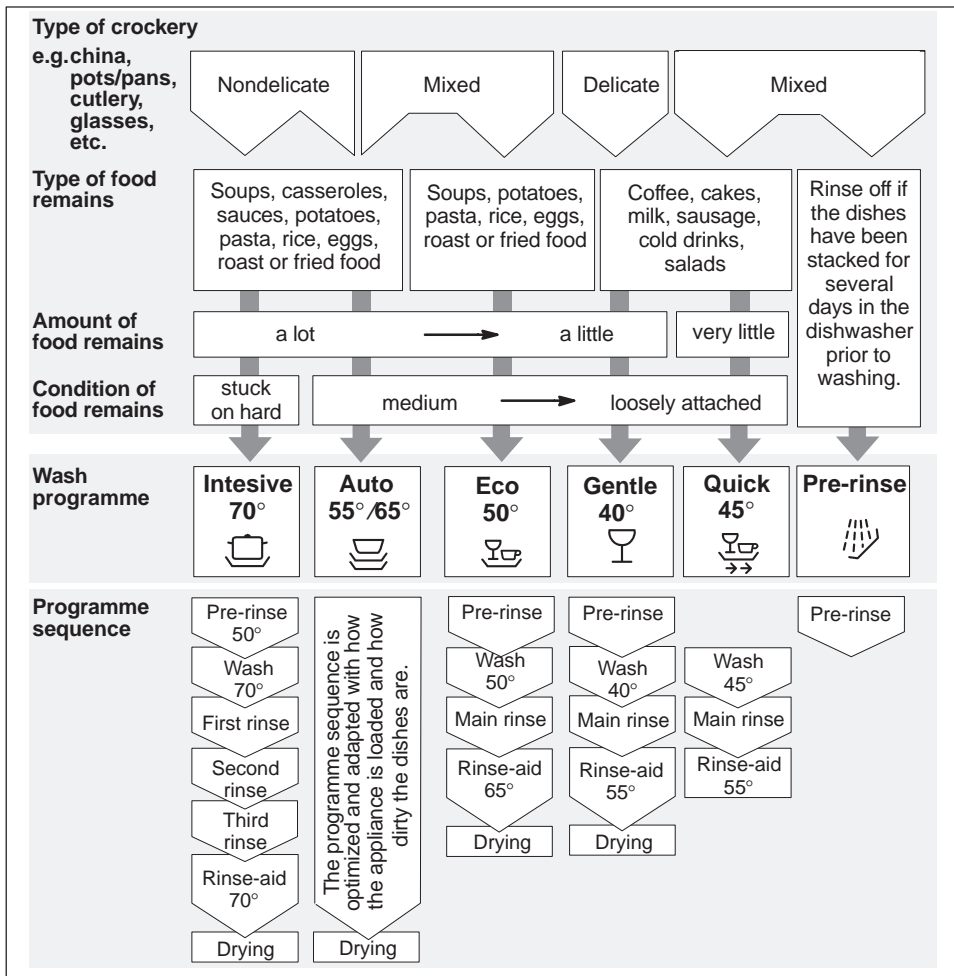 Type of crockery
e.g. china,
pots/pans,
cutlery,
glasses,
etc.
Nondelicate
Mixed
Delicate
Mixed
Type of food
remains
Soups, casseroles,
sauces, potatoes,
pasta, rice, eggs,
roast or fried food
Soups, potatoes,
pasta, rice, eggs,
roast or fried food
Coffee, cakes,
milk, sausage,
cold drinks,
salads
Rinse off if
the dishes
have been
stacked for
several
days in the
dishwasher
prior to
washing.
Amount of
food remains
a lot
a little
very little
Condition of
food remains
stuck
on hard
medium
loosely attached
Wash
programme
Intesive
70°
Auto
55°/65°
Eco
50°
Gentle
40°
Quick
45°
Pre-rinse
Programme
sequence
Pre-rinse
50°
Wash
70°
First rinse
Second
rinse
Third
rinse
Rinse-aid
70°
Drying
The programme sequence is
optimized and adapted with how
the appliance is loaded and how
dirty the dishes are.
Drying
Pre-rinse
Wash
50°
Main rinse
Rinse-aid
65°
Drying
Pre-rinse
Wash
40°
Main rinse
Rinse-aid
55°
Drying
Wash
45°
Main rinse
Rinse-aid
55°
Pre-rinse